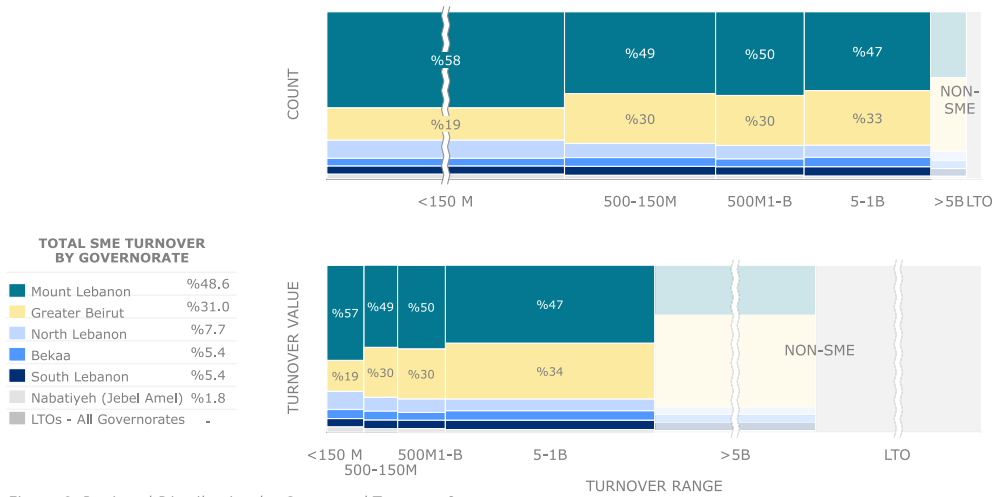 COUNT
%58
%49
%50
%47
%19
%30
%30
%33
NON-
SME
<150 M
500-150M
500M1-B
5-1B
>5B
LTO
TOTAL SME TURNOVER
BY GOVERNORATE
Mount Lebanon %48.6
Greater Beirut %31.0
North Lebanon %7.7
Bekaa %5.4
South Lebanon %5.4
Nabatiyeh (Jebel Amel) %1.8
LTOs - All Governorates -
TURNOVER VALUE
%57
%49
%50
%47
%19
%30
%30
%34
NON-SME
<150 M
500-150M
500M1-B
5-1B
>5B
LTO
TURNOVER RANGE